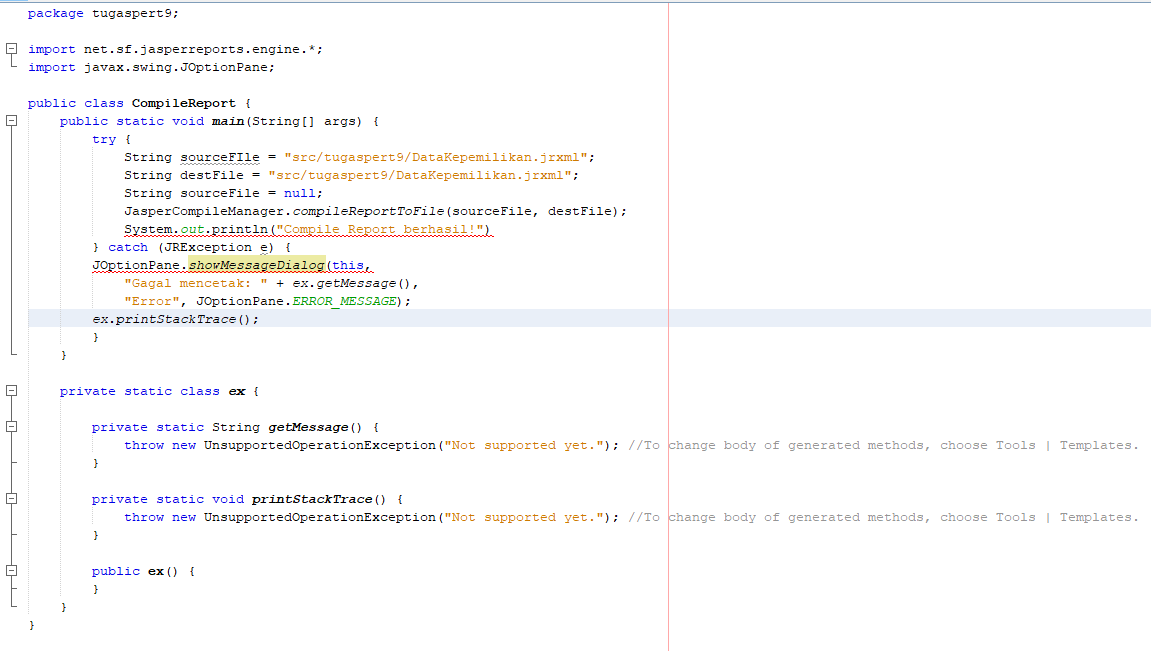 package tugaspert9;
import net.sf.jasperreports.engine.*;
import javax.swing.JOptionPane;
public class CompileReport {
public static void main(String[] args) {
try {
String sourceFIle = "src/tugaspert9/DataKepemilikan.jrxml";
String destFile = "src/tugaspert9/DataKepemilikan.jrxml";
String sourceFile = null;
JasperCompileManager.compileReportToFile(sourceFile, destFile);
System.out.println("Compile Report berhasil!")
} catch (JRException e) {
JOptionPane.showMessageDialog(this,
"Gagal mencetak: " + ex.getMessage(),
"Error", JOptionPane.ERROR_MESSAGE);
ex.printStackTrace();
}
}
private static class ex {
private static String getMessage() {
throw new UnsupportedOperationException("Not supported yet."); //To change body of generated methods, choose Tools | Templates.
}
private static void printStackTrace() {
throw new UnsupportedOperationException("Not supported yet."); //To change body of generated methods, choose Tools | Templates.
}
public ex() {
}
}
}